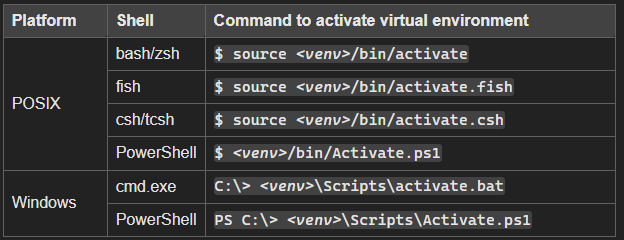 Platform Shell Command to activate virtual environment
POSIX bash/zsh $ source <venv>/bin/activate
fish $ source <venv>/bin/activate.fish
csh/tcsh $ source <venv>/bin/activate.csh
PowerShell $ <venv>/bin/Activate.ps1
Windows cmd.exe C:\> <venv>\Scripts\activate.bat
PowerShell PS C:\> <venv>\Scripts\Activate.ps1